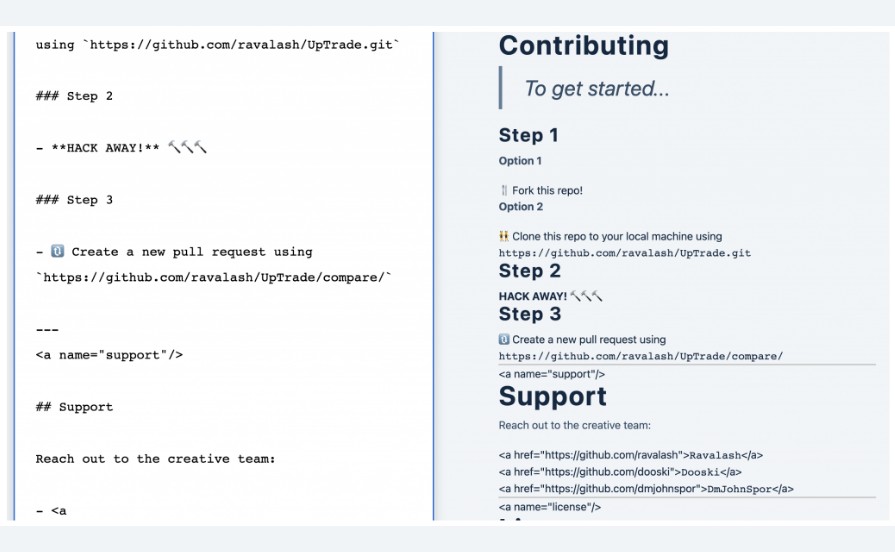 using `https://github.com/ravalash/UpTrade.git`
### Step 2
- **HACK AWAY!** 🔨🔨🔨
### Step 3
- 🔃 Create a new pull request using
`https://github.com/ravalash/UpTrade/compare/`
---
<a name="support"/>
## Support
Reach out to the creative team:
- <a
Contributing
To get started...
Step 1
Option 1
🍴 Fork this repo!
Option 2
👯 Clone this repo to your local machine using
https://github.com/ravalash/UpTrade.git
Step 2
HACK AWAY! 🔨🔨🔨
Step 3
🔃 Create a new pull request using
https://github.com/ravalash/UpTrade/compare/
<a name="support"/>
Support
Reach out to the creative team:
<a href="https://github.com/ravalash">Ravalash</a>
<a href="https://github.com/dooski">Dooski</a>
<a href="https://github.com/dmjohnspor">DmJohnSpor</a>
<a name="license"/>